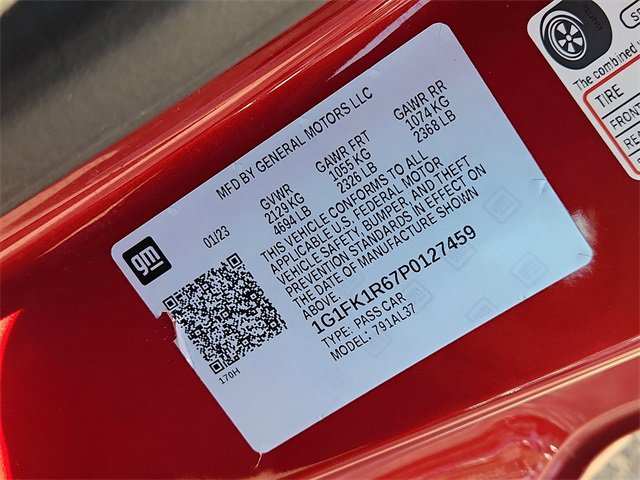 gm
MFD BY GENERAL MOTORS LLC
01/23
GVWR
2129 KG
4694 LB
GAWR FRT
1055 KG
2326 LB
GAWR RR
1074 KG
2368 LB
THIS VEHICLE CONFORMS TO ALL
APPLICABLE U.S. FEDERAL MOTOR
VEHICLE SAFETY, BUMPER, AND THEFT
PREVENTION STANDARDS IN EFFECT ON
THE DATE OF MANUFACTURE SHOWN
ABOVE.
1G1FK1R67P0127459
TYPE: PASS CAR
MODEL: 791AL37
170H
The combined
TIRE
FRONT